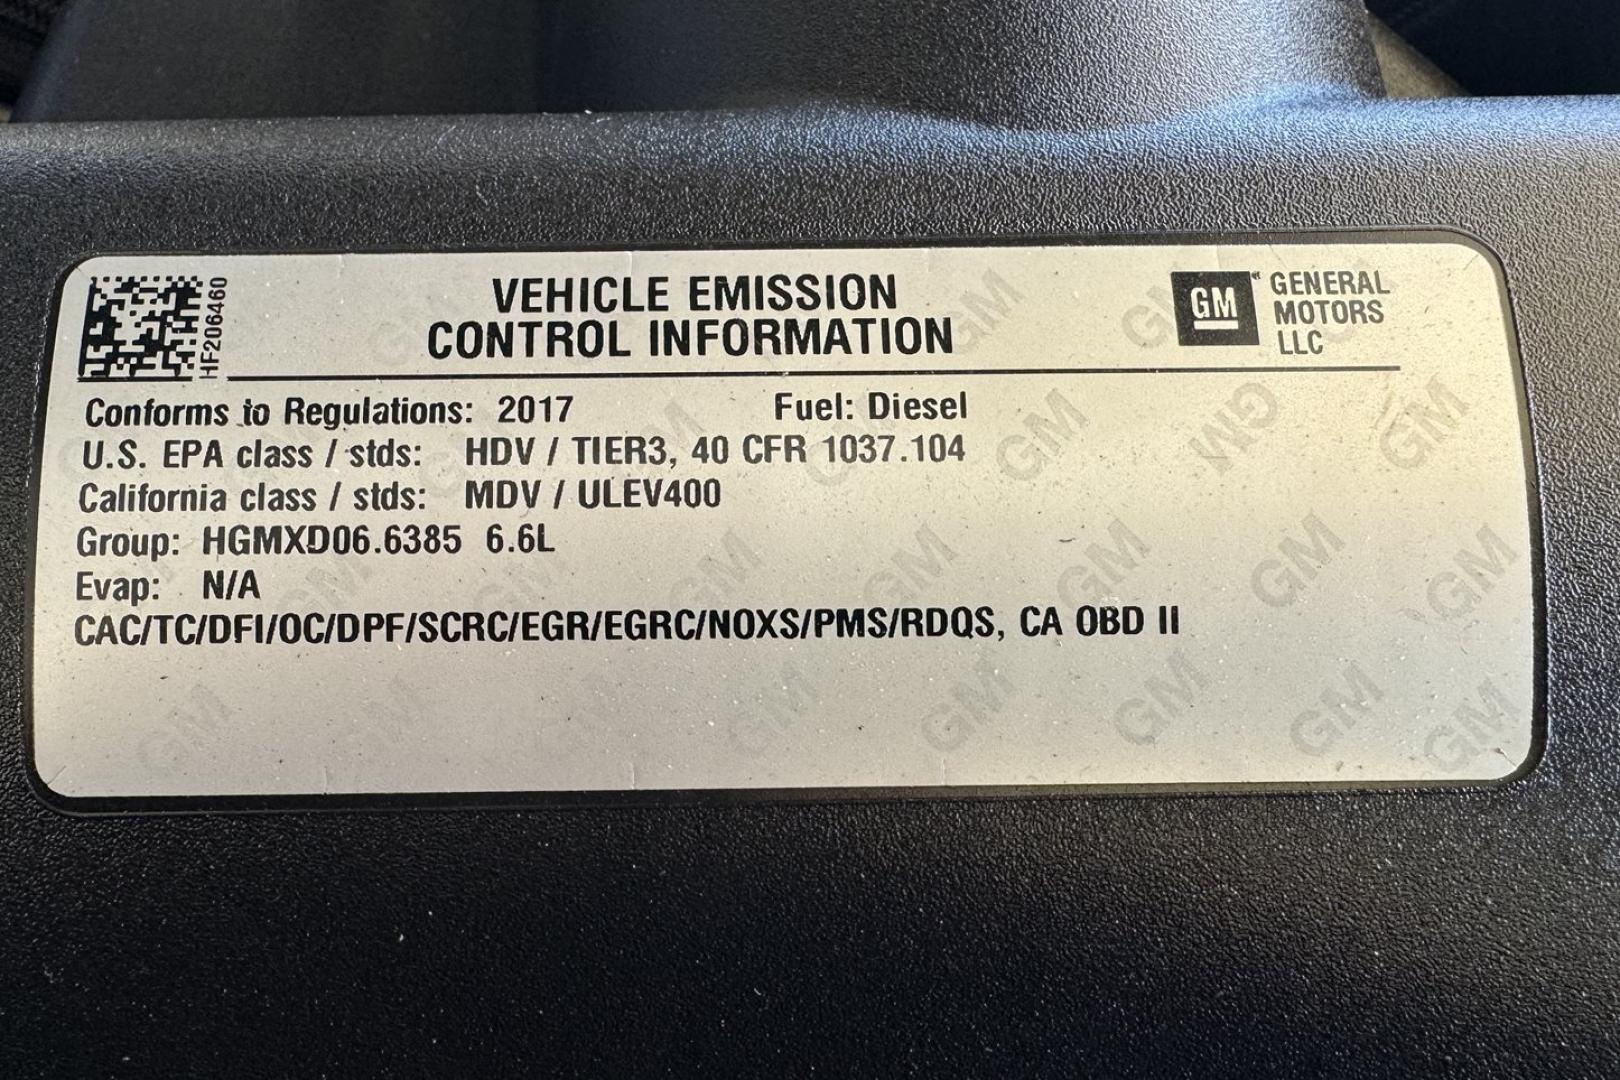 HF206460
VEHICLE EMISSION
CONTROL INFORMATION
GM
GENERAL
MOTORS
LLC
Conforms to Regulations: 2017 Fuel: Diesel
U.S. EPA class / stds: HDV / TIER3, 40 CFR 1037.104
California class / stds: MDV / ULEV400
Group: HGMXD06.6385 6.6L
Evap: N/A
CAC/TC/DFI/OC/DPF/SCRC/EGR/EGRC/NOXS/PMS/RDQS, CA OBD II